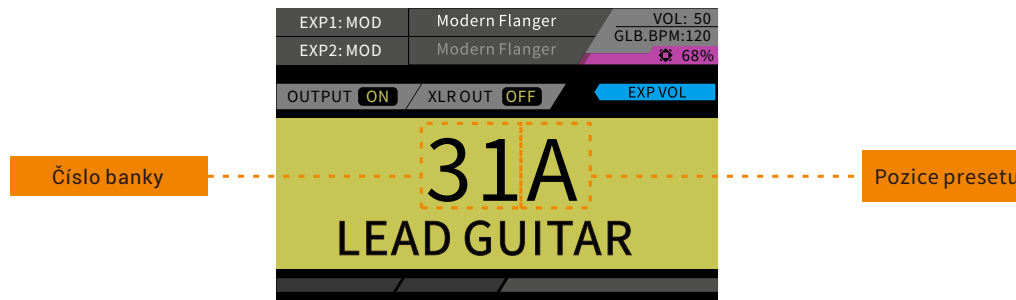 EXP1: MOD
Modern Flanger
VOL: 50
GLB.BPM:120
EXP2: MOD
Modern Flanger
68%
OUTPUT ON
XLR OUT OFF
EXP VOL
Číslo banky
31A
Pozice presetu
LEAD GUITAR